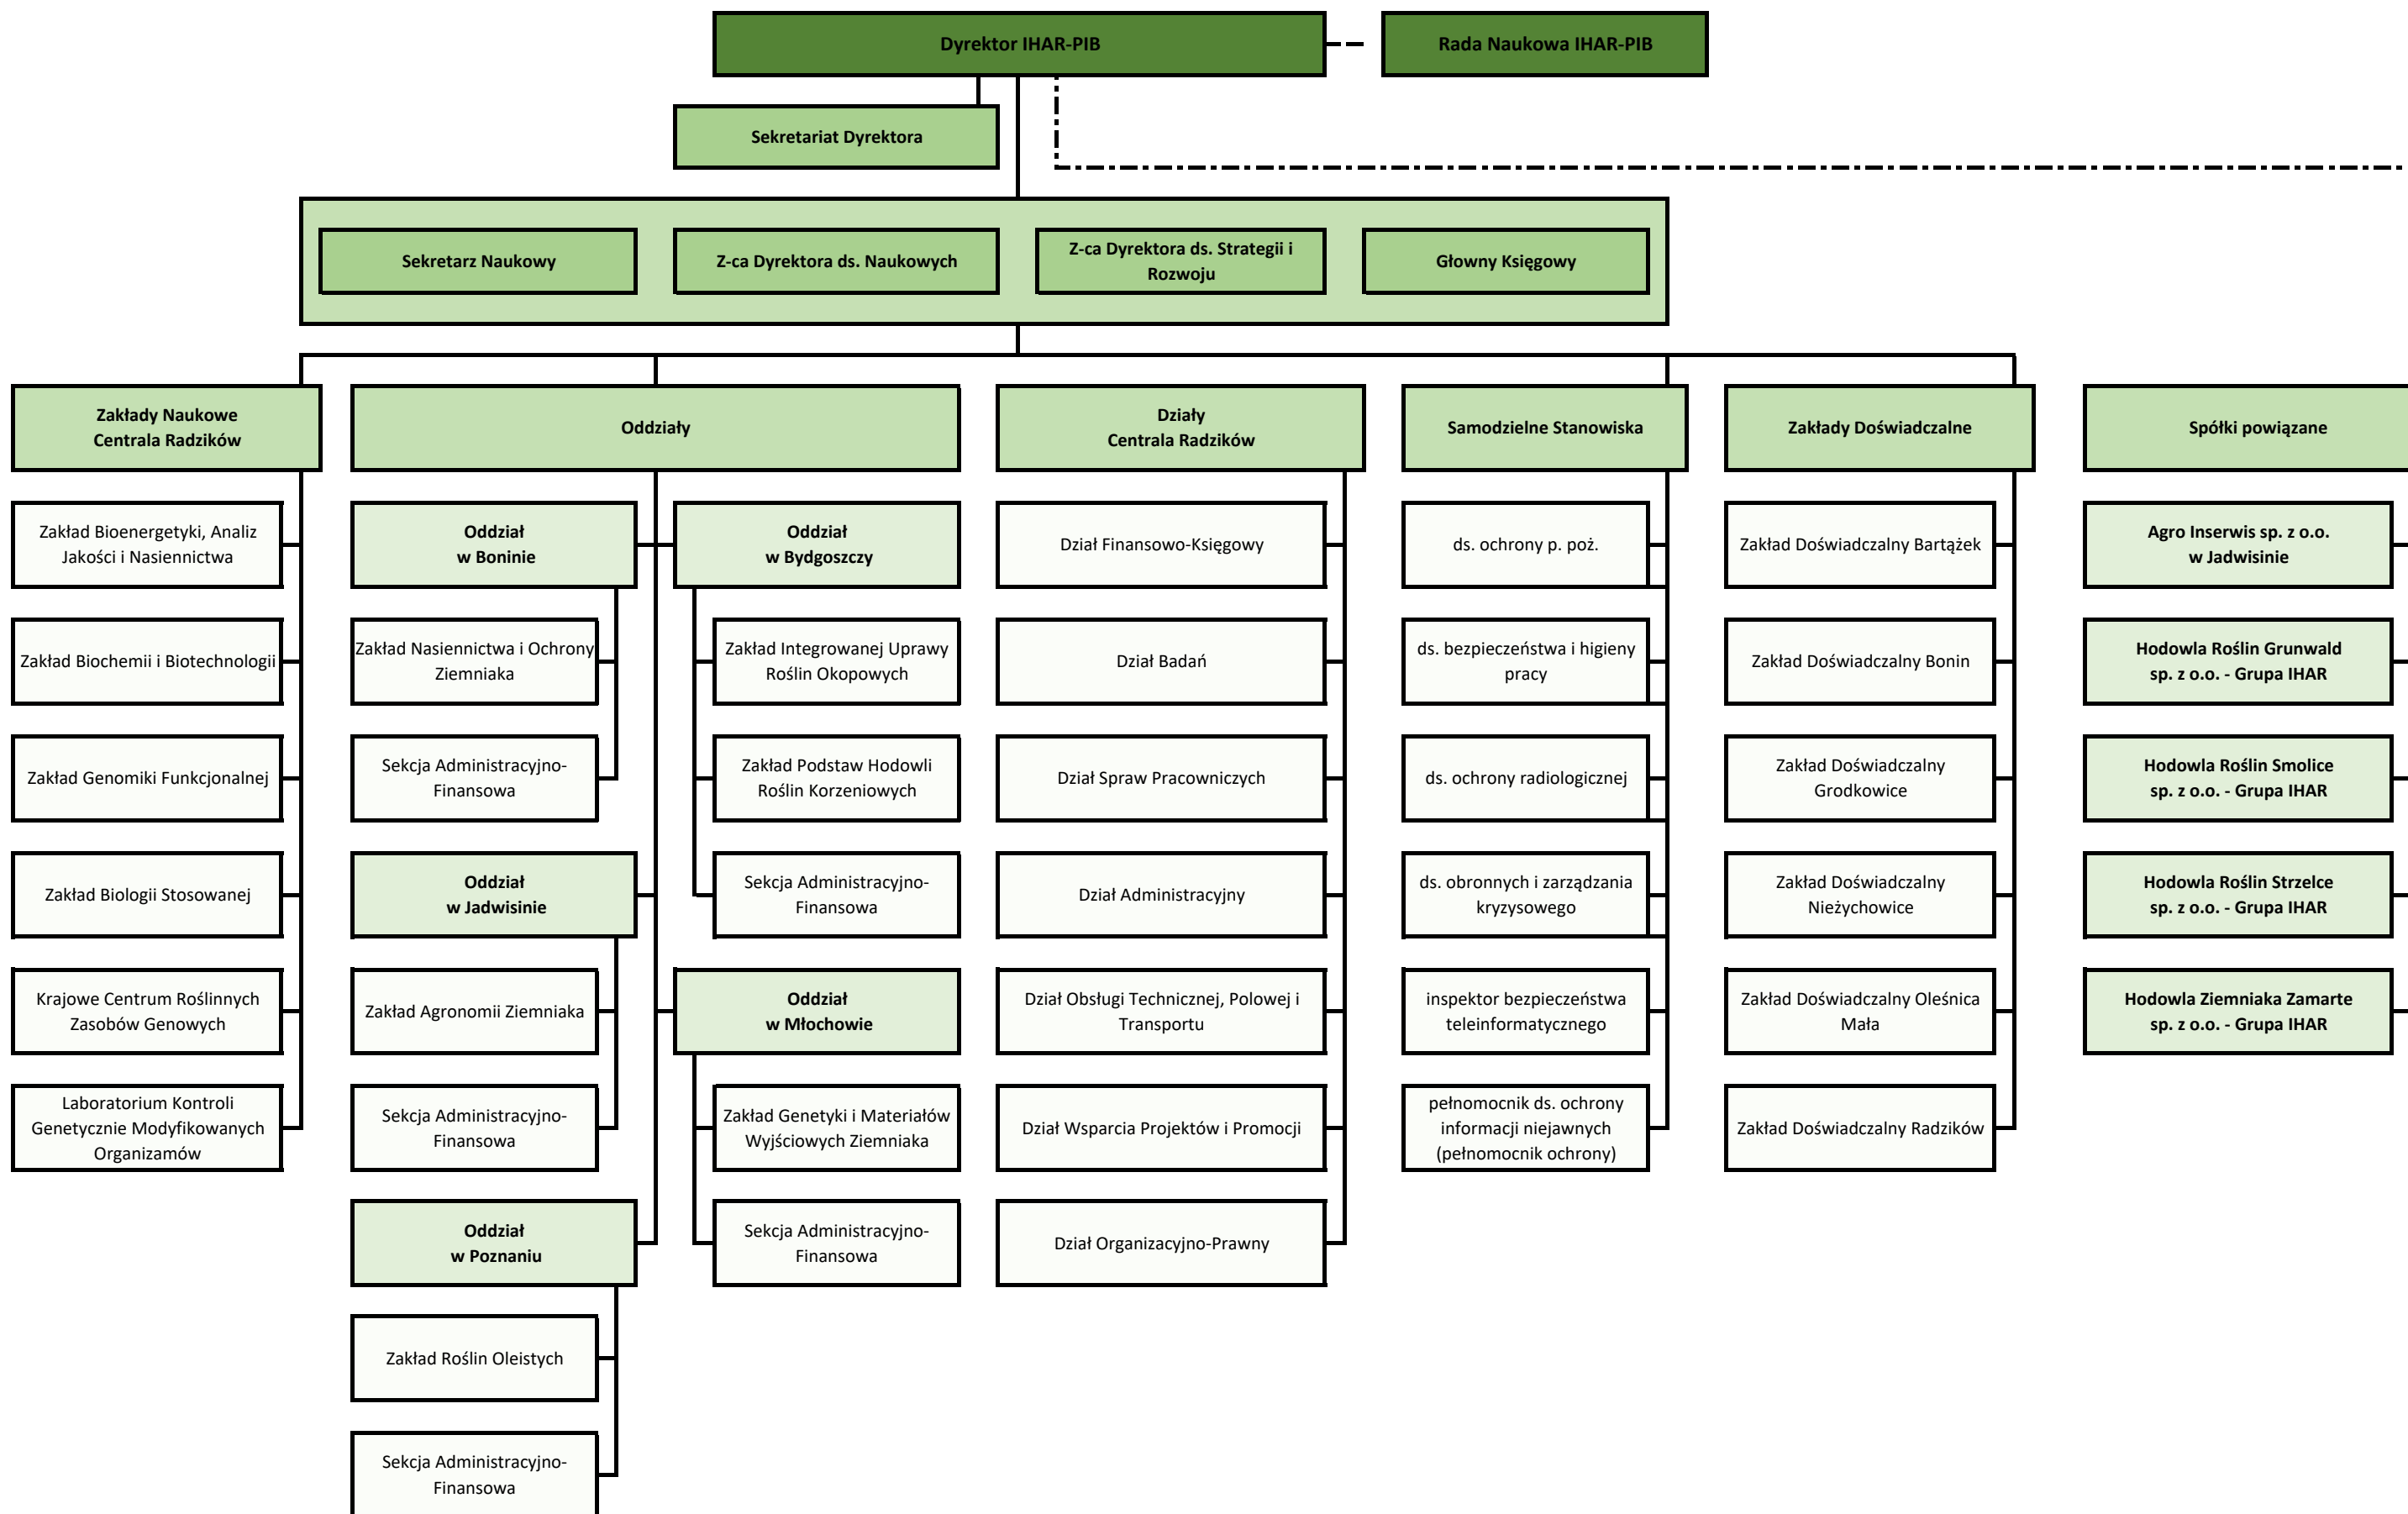 Dyrektor IHAR-PIB
Rada Naukowa IHAR-PIB
Sekretariat Dyrektora
Sekretarz Naukowy
Z-ca Dyrektora ds. Naukowych
Z-ca Dyrektora ds. Strategii i
Rozwoju
Głowny Księgowy
Zakłady Naukowe
Centrala Radzików
Zakład Bioenergetyki, Analiz
Jakości i Nasiennictwa
Zakład Biochemii i Biotechnologii
Zakład Genomiki Funkcjonalnej
Zakład Biologii Stosowanej
Krajowe Centrum Roślinnych
Zasobów Genowych
Laboratorium Kontroli
Genetycznie Modyfikowanych
Organizamów
Oddziały
Oddział
w Boninie
Zakład Nasiennictwa i Ochrony
Ziemniaka
Sekcja Administracyjno-
Finansowa
Oddział
w Jadwisinie
Zakład Agronomii Ziemniaka
Sekcja Administracyjno-
Finansowa
Oddział
w Poznaniu
Zakład Roślin Oleistych
Sekcja Administracyjno-
Finansowa
Oddział
w Bydgoszczy
Zakład Integrowanej Uprawy
Roślin Okopowych
Zakład Podstaw Hodowli
Roślin Korzeniowych
Sekcja Administracyjno-
Finansowa
Oddział
w Młochowie
Zakład Genetyki i Materiałów
Wyjściowych Ziemniaka
Sekcja Administracyjno-
Finansowa
Działy
Centrala Radzików
Dział Finansowo-Księgowy
Dział Badań
Dział Spraw Pracowniczych
Dział Administracyjny
Dział Obsługi Technicznej, Polowej i
Transportu
Dział Wsparcia Projektów i Promocji
Dział Organizacyjno-Prawny
Samodzielne Stanowiska
ds. ochrony p. poż.
ds. bezpieczeństwa i higieny
pracy
ds. ochrony radiologicznej
ds. obronnych i zarządzania
kryzysowego
inspektor bezpieczeństwa
teleinformatycznego
pełnomocnik ds. ochrony
informacji niejawnych
(pełnomocnik ochrony)
Zakłady Doświadczalne
Zakład Doświadczalny Bartążek
Zakład Doświadczalny Bonin
Zakład Doświadczalny
Grodkowice
Zakład Doświadczalny
Nieżychowice
Zakład Doświadczalny Oleśnica
Mała
Zakład Doświadczalny Radzików
Spółki powiązane
Agro Inserwis sp. z o.o.
w Jadwisinie
Hodowla Roślin Grunwald
sp. z o.o. - Grupa IHAR
Hodowla Roślin Smolice
sp. z o.o. - Grupa IHAR
Hodowla Roślin Strzelce
sp. z o.o. - Grupa IHAR
Hodowla Ziemniaka Zamarte
sp. z o.o. - Grupa IHAR